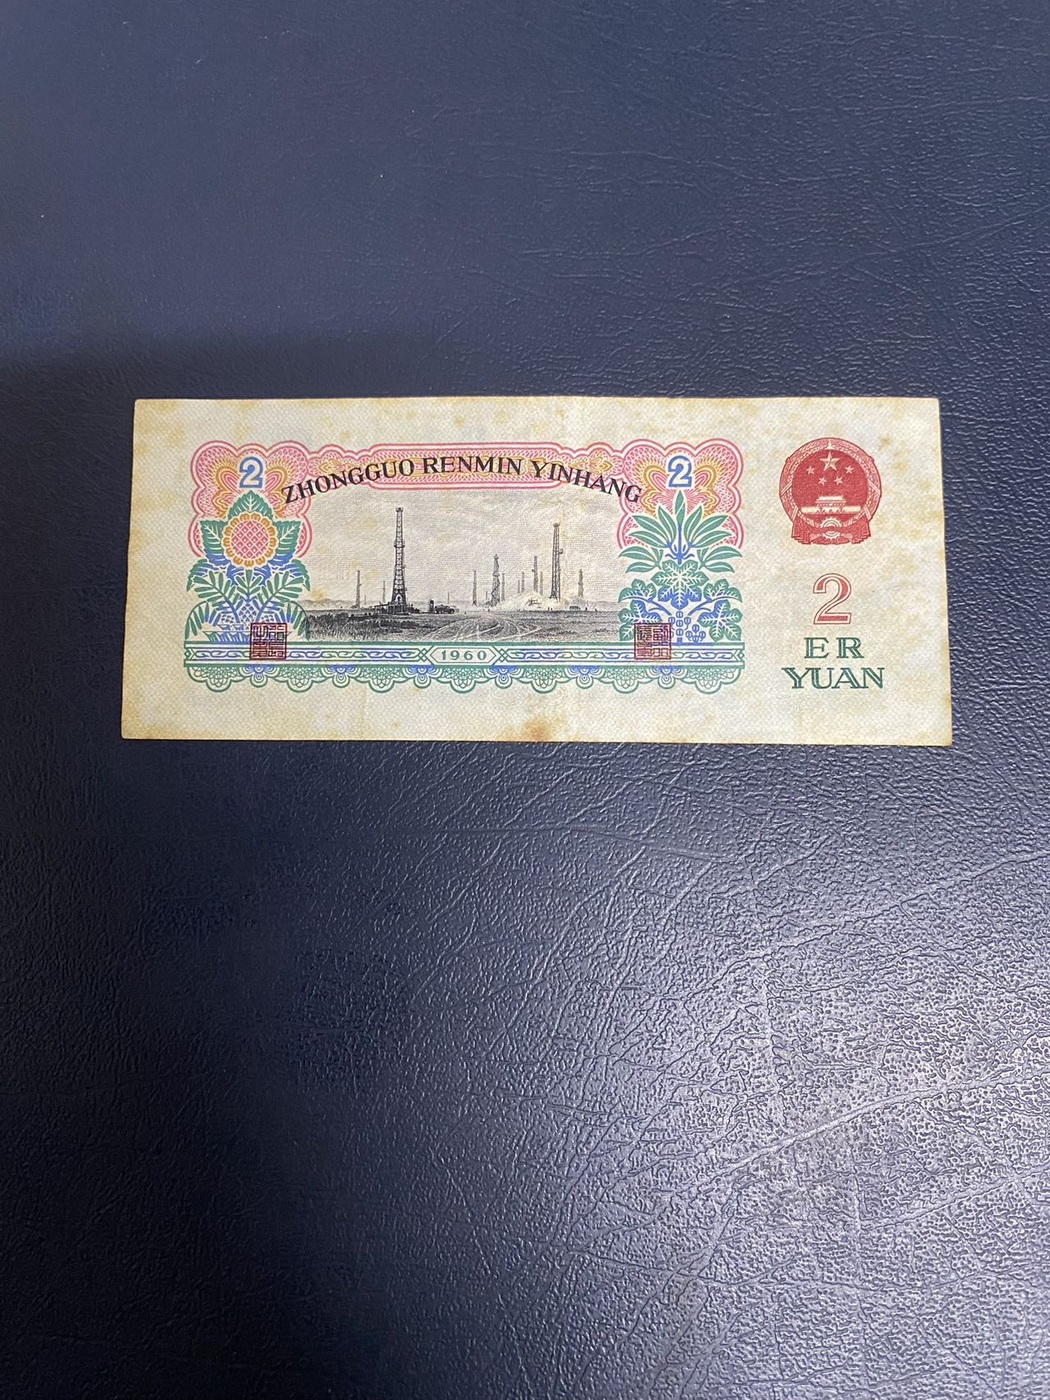 2
ZHONGGUO RENMIN YINHANG
2
1960
2
ER
YUAN